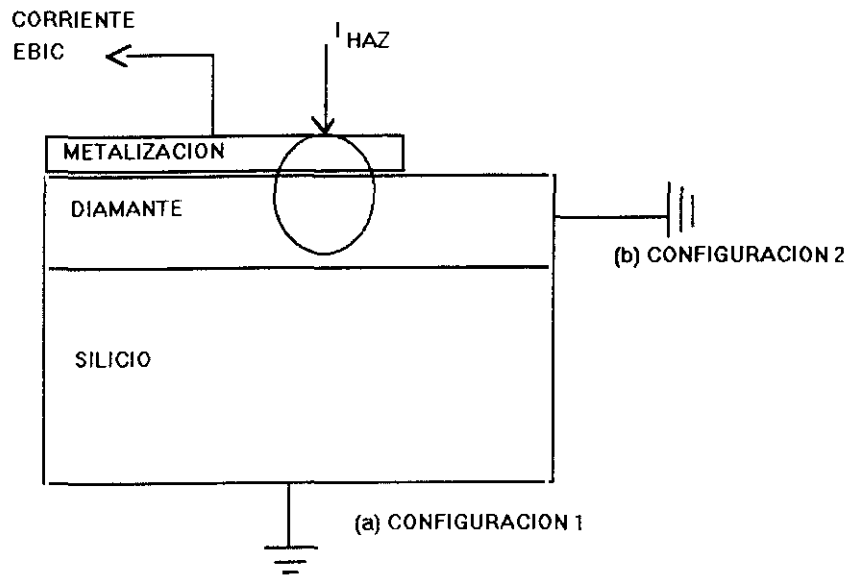 CORRIENTE
EBIC
I HAZ
METALIZACION
DIAMANTE
(b) CONFIGURACION 2
SILICIO
(a) CONFIGURACION 1